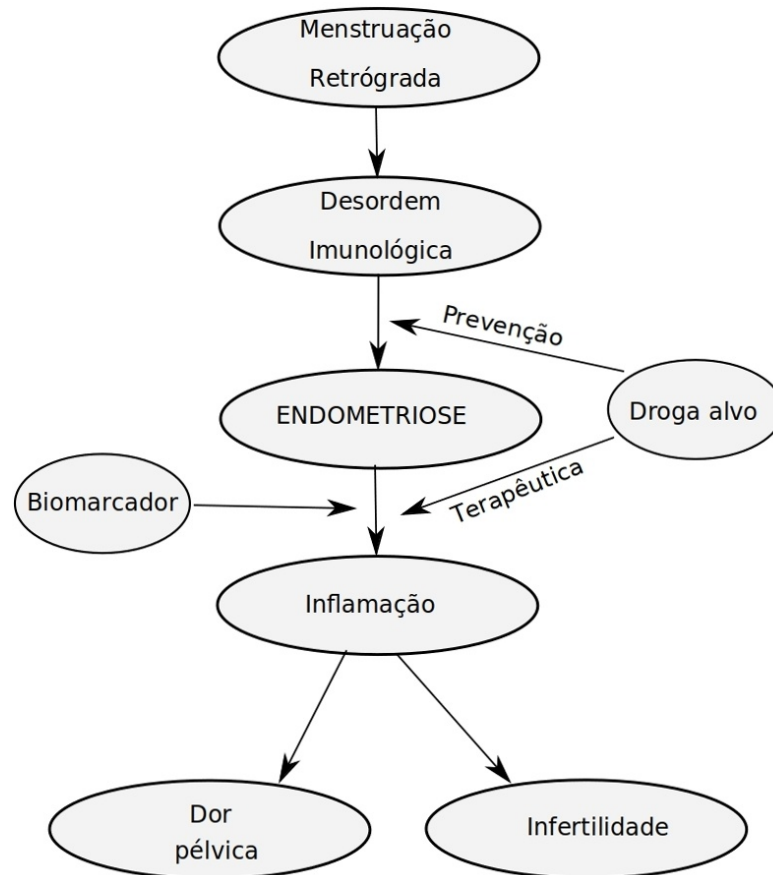 Menstruação
Retrógrada
Desordem
Imunológica
Prevenção
ENDOMETRIOSE
Droga alvo
Terapêutica
Biomarcador
Inflamação
Dor
pélvica
Infertilidade